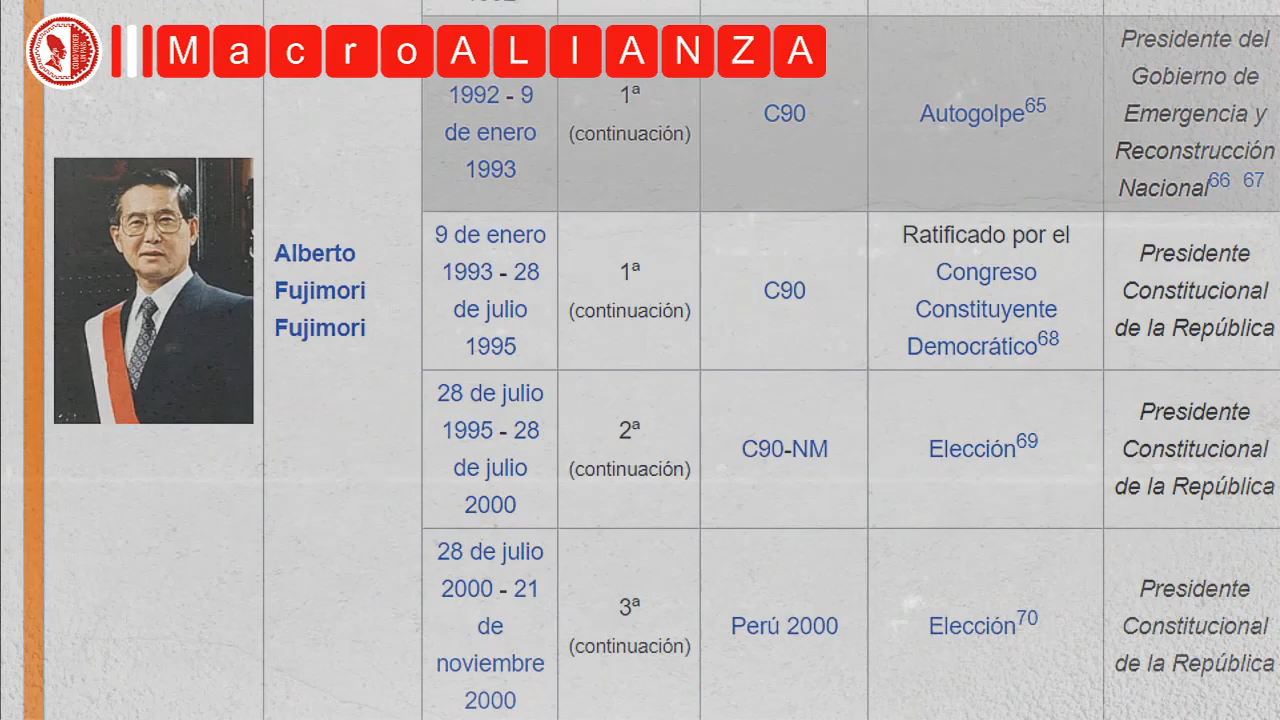 MacroALIANZA
1992 - 9
de enero
1993
1ª
(continuación)
C90
Autogolpe65
Presidente del
Gobierno de
Emergencia y
Reconstrucción
Nacional66 67
Alberto
Fujimori
Fujimori
9 de enero
1993 - 28
de julio
1995
1ª
(continuación)
C90
Ratificado por el
Congreso
Constituyente
Democrático68
Presidente
Constitucional
de la República
28 de julio
1995 - 28
de julio
2000
2ª
(continuación)
C90-NM
Elección69
Presidente
Constitucional
de la República
28 de julio
2000 - 21
de
noviembre
2000
3ª
(continuación)
Perú 2000
Elección70
Presidente
Constitucional
de la República